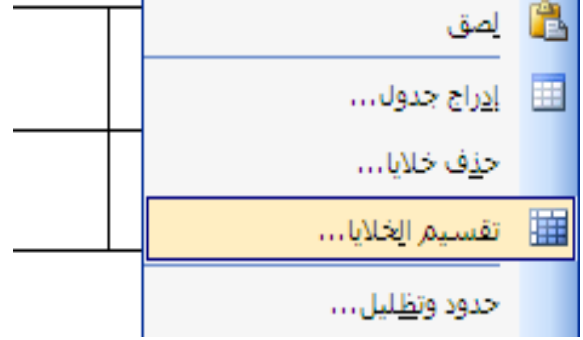 لصق
إدراج جدول...
حذف خلايا...
تقسيم الخلايا...
حدود وتظليل...